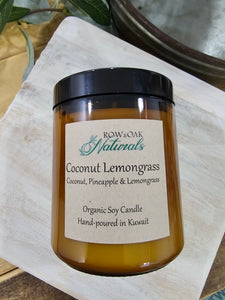 ROW & OAK
Naturals
Coconut Lemongrass
Coconut, Pineapple & Lemongrass
Organic Soy Candle
Hand-poured in Kuwait